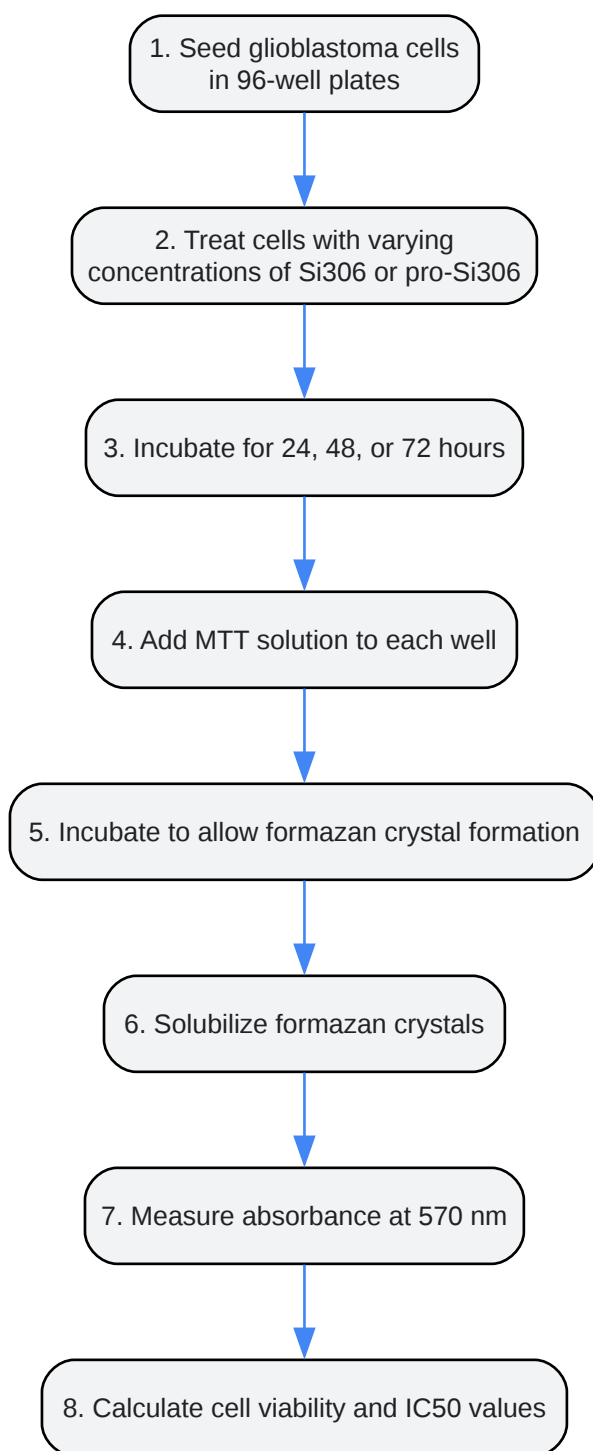 1. Seed glioblastoma cells
in 96-well plates
2. Treat cells with varying
concentrations of Si306 or pro-Si306
3. Incubate for 24, 48, or 72 hours
4. Add MTT solution to each well
5. Incubate to allow formazan crystal formation
6. Solubilize formazan crystals
7. Measure absorbance at 570 nm
8. Calculate cell viability and IC50 values